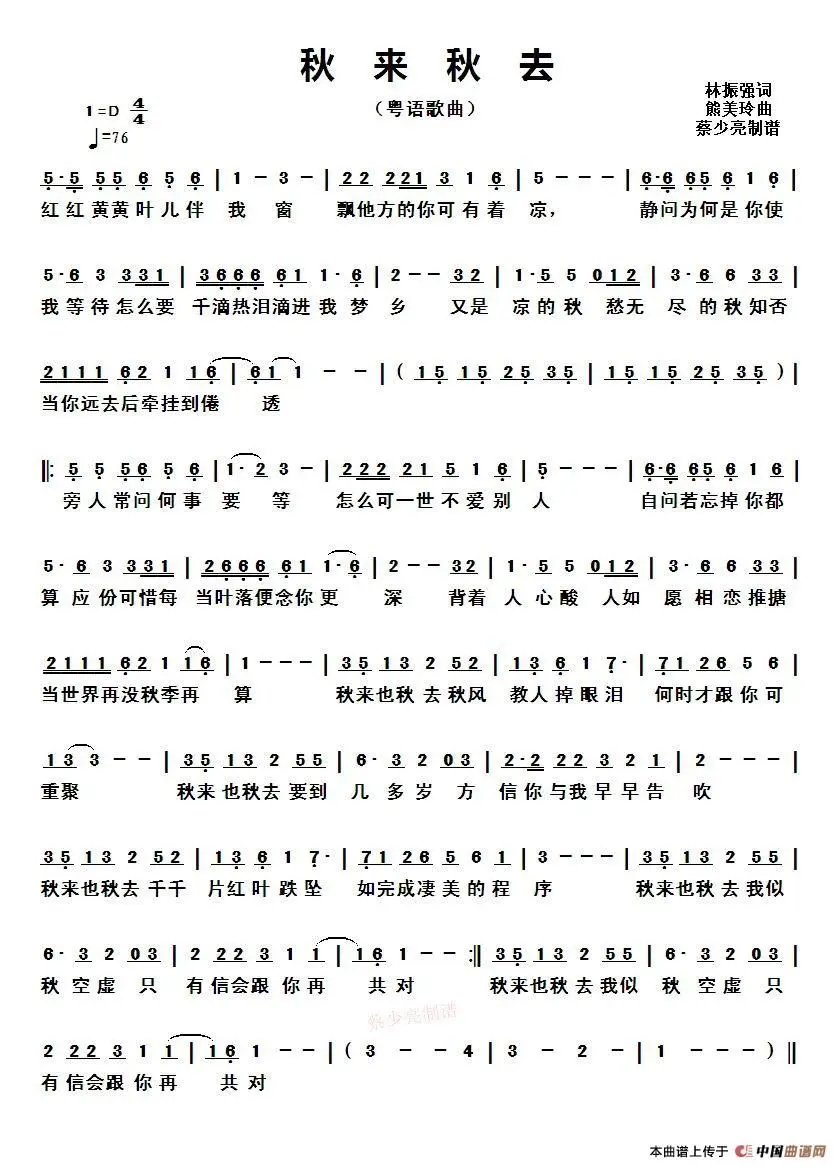 秋 来 秋 去
（粤语歌曲）
林振强词
熊美玲曲
蔡少亮制谱
1=D 4/4
♩=76
5·5 55 6 5 6 | 1 － 3 － | 22 221 3 1 6 | 5 － － － | 6·6 65 6 1 6 |
红红黄黄叶儿伴 我 窗 飘他方的你可有着 凉， 静问为何是你使
5·6 3 331 | 3666 61 1·6 | 2 － － 32 | 1·5 5 012 | 3·6 6 33 |
我等待怎么要 千滴热泪滴进我梦 乡 又是 凉的秋 愁无 尽的秋知否
2111 62 1 16 | 61 1 － － | （15 15 25 35 | 15 15 25 35）|
当你远去后牵挂到倦 透
‖: 5 5 56 5 6 | 1·2 3 － | 222 21 5 1 6 | 5 － － － | 6·6 65 6 1 6 |
旁人常问何事 要 等 怎么可一世不爱别 人 自问若忘掉你都
5·6 3 331 | 2666 61 1·6 | 2 － － 32 | 1·5 5 012 | 3·6 6 33 |
算应份可惜每 当叶落便念你更 深 背着 人心酸 人如 愿相恋推搪
2111 62 1 16 | 1 － － － | 35 13 2 52 | 13 6 1 7· | 71 26 5 6 |
当世界再没秋季再 算 秋来也秋去秋风 教人掉眼泪 何时才跟你可
13 3 － － | 35 13 2 55 | 6·3 2 03 | 2·2 22 3 2 1 | 2 － － － |
重聚 秋来也秋去要到 几多岁 方 信你与我早早告 吹
35 13 2 52 | 13 6 1 7· | 71 26 5 6 1 | 3 － － － | 35 13 2 55 |
秋来也秋去千千 片红叶跌坠 如完成凄美的程 序 秋来也秋去我似
6·3 2 03 | 2 22 3 1 1 | 16 1 － － :‖ 35 13 2 55 | 6·3 2 03 |
秋空虚 只 有信会跟你再 共对 秋来也秋去我似 秋空虚 只
蔡少亮制谱
2 22 3 1 1 | 16 1 － － | （3 － － 4 | 3 － 2 － | 1 － － －）‖
有信会跟你再 共对
本曲谱上传于 中国曲谱网